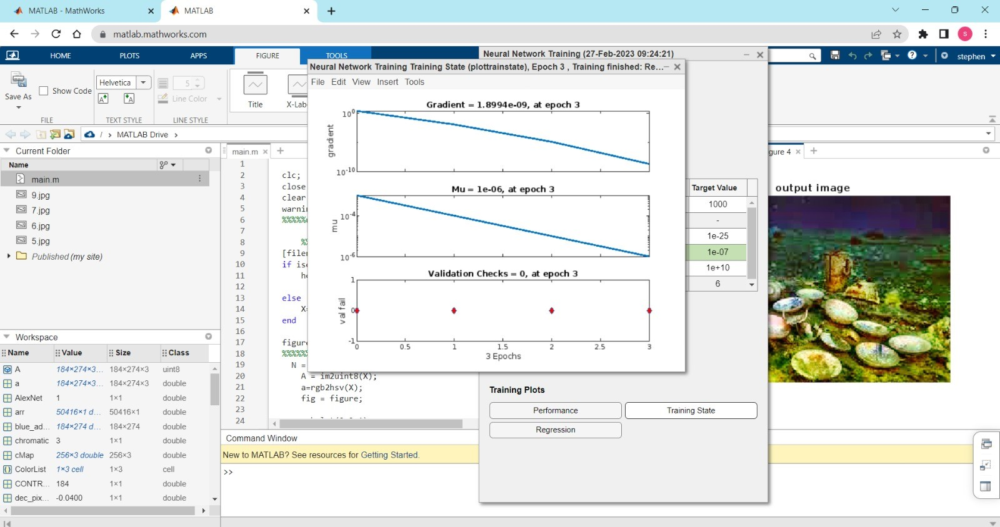 MATLAB - MathWorks
MATLAB
matlab.mathworks.com
S
HOME
PLOTS
APPS
FIGURE
TOOLS
stephen
Save As
Show Code
FILE
Helvetica
TEXT STYLE
5
Line Color
LINE STYLE
Title
X-Lab
/ › MATLAB Drive ›
Current Folder
Name
main.m
9.jpg
7.jpg
6.jpg
5.jpg
Published (my site)
Workspace
Name Value Size Class
A 184×274×3... 184×274×3 uint8
a 184×274×3... 184×274×3 double
AlexNet 1 1×1 double
arr 50416×1 d... 50416×1 double
blue_ad... 184×274 d... 184×274 double
chromatic 3 1×1 double
cMap 256×3 double 256×3 double
ColorList 1×3 cell 1×3 cell
CONTR... 184 1×1 double
dec_pix... -0.0400 1×1 double
main.m
1
2 clc;
3 close
4 clear
5 warnin
6 %%%%%
7
8 %
9 [filen
10 if ise
11 he
12
13 else
14 X=
15 end
16
17 figure
18 %%%%%
19 N =
20 A = im2uint8(X);
21 a=rgb2hsv(X);
22 fig = figure;
23
24
Command Window
New to MATLAB? See resources for Getting Started.
>>
Neural Network Training (27-Feb-2023 09:24:21)
Neural Network Training Training State (plottrainstate), Epoch 3 , Training finished: Re...
File Edit View Insert Tools
Gradient = 1.8994e-09, at epoch 3
gradient
10⁰
10⁻¹⁰
Mu = 1e-06, at epoch 3
mu
10⁻⁴
10⁻⁶
Validation Checks = 0, at epoch 3
val fail
1
0
-1
0 0.5 1 1.5 2 2.5 3
3 Epochs
Target Value
1000
-
1e-25
1e-07
1e+10
6
Training Plots
Performance
Training State
Regression
gure 4
output image